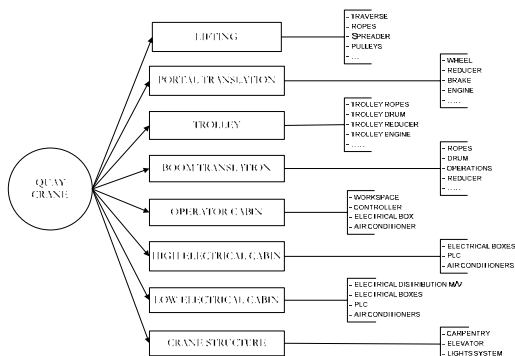 QUAY
CRANE
LIFTING
- TRAVERSE
- ROPES
- SPREADER
- PULLEYS
- ...
PORTAL TRANSLATION
- WHEEL
- REDUCER
- BRAKE
- ENGINE
- .....
TROLLEY
- TROLLEY ROPES
- TROLLEY DRUM
- TROLLEY REDUCER
- TROLLEY ENGINE
- .....
BOOM TRANSLATION
- ROPES
- DRUM
- OPERATIONS
- REDUCER
- .....
OPERATOR CABIN
- WORKSPACE
- CONTROLLER
- ELECTRICAL BOX
- AIR CONDITIONER
HIGH ELECTRICAL CABIN
- ELECTRICAL BOXES
- PLC
- AIR CONDITIONERS
LOW ELECTRICAL CABIN
- ELECTRICAL DISTRIBUTION M/V
- ELECTRICAL BOXES
- PLC
- AIR CONDITIONERS
CRANE STRUCTURE
- CARPENTRY
- ELEVATOR
- LIGHTS SYSTEM